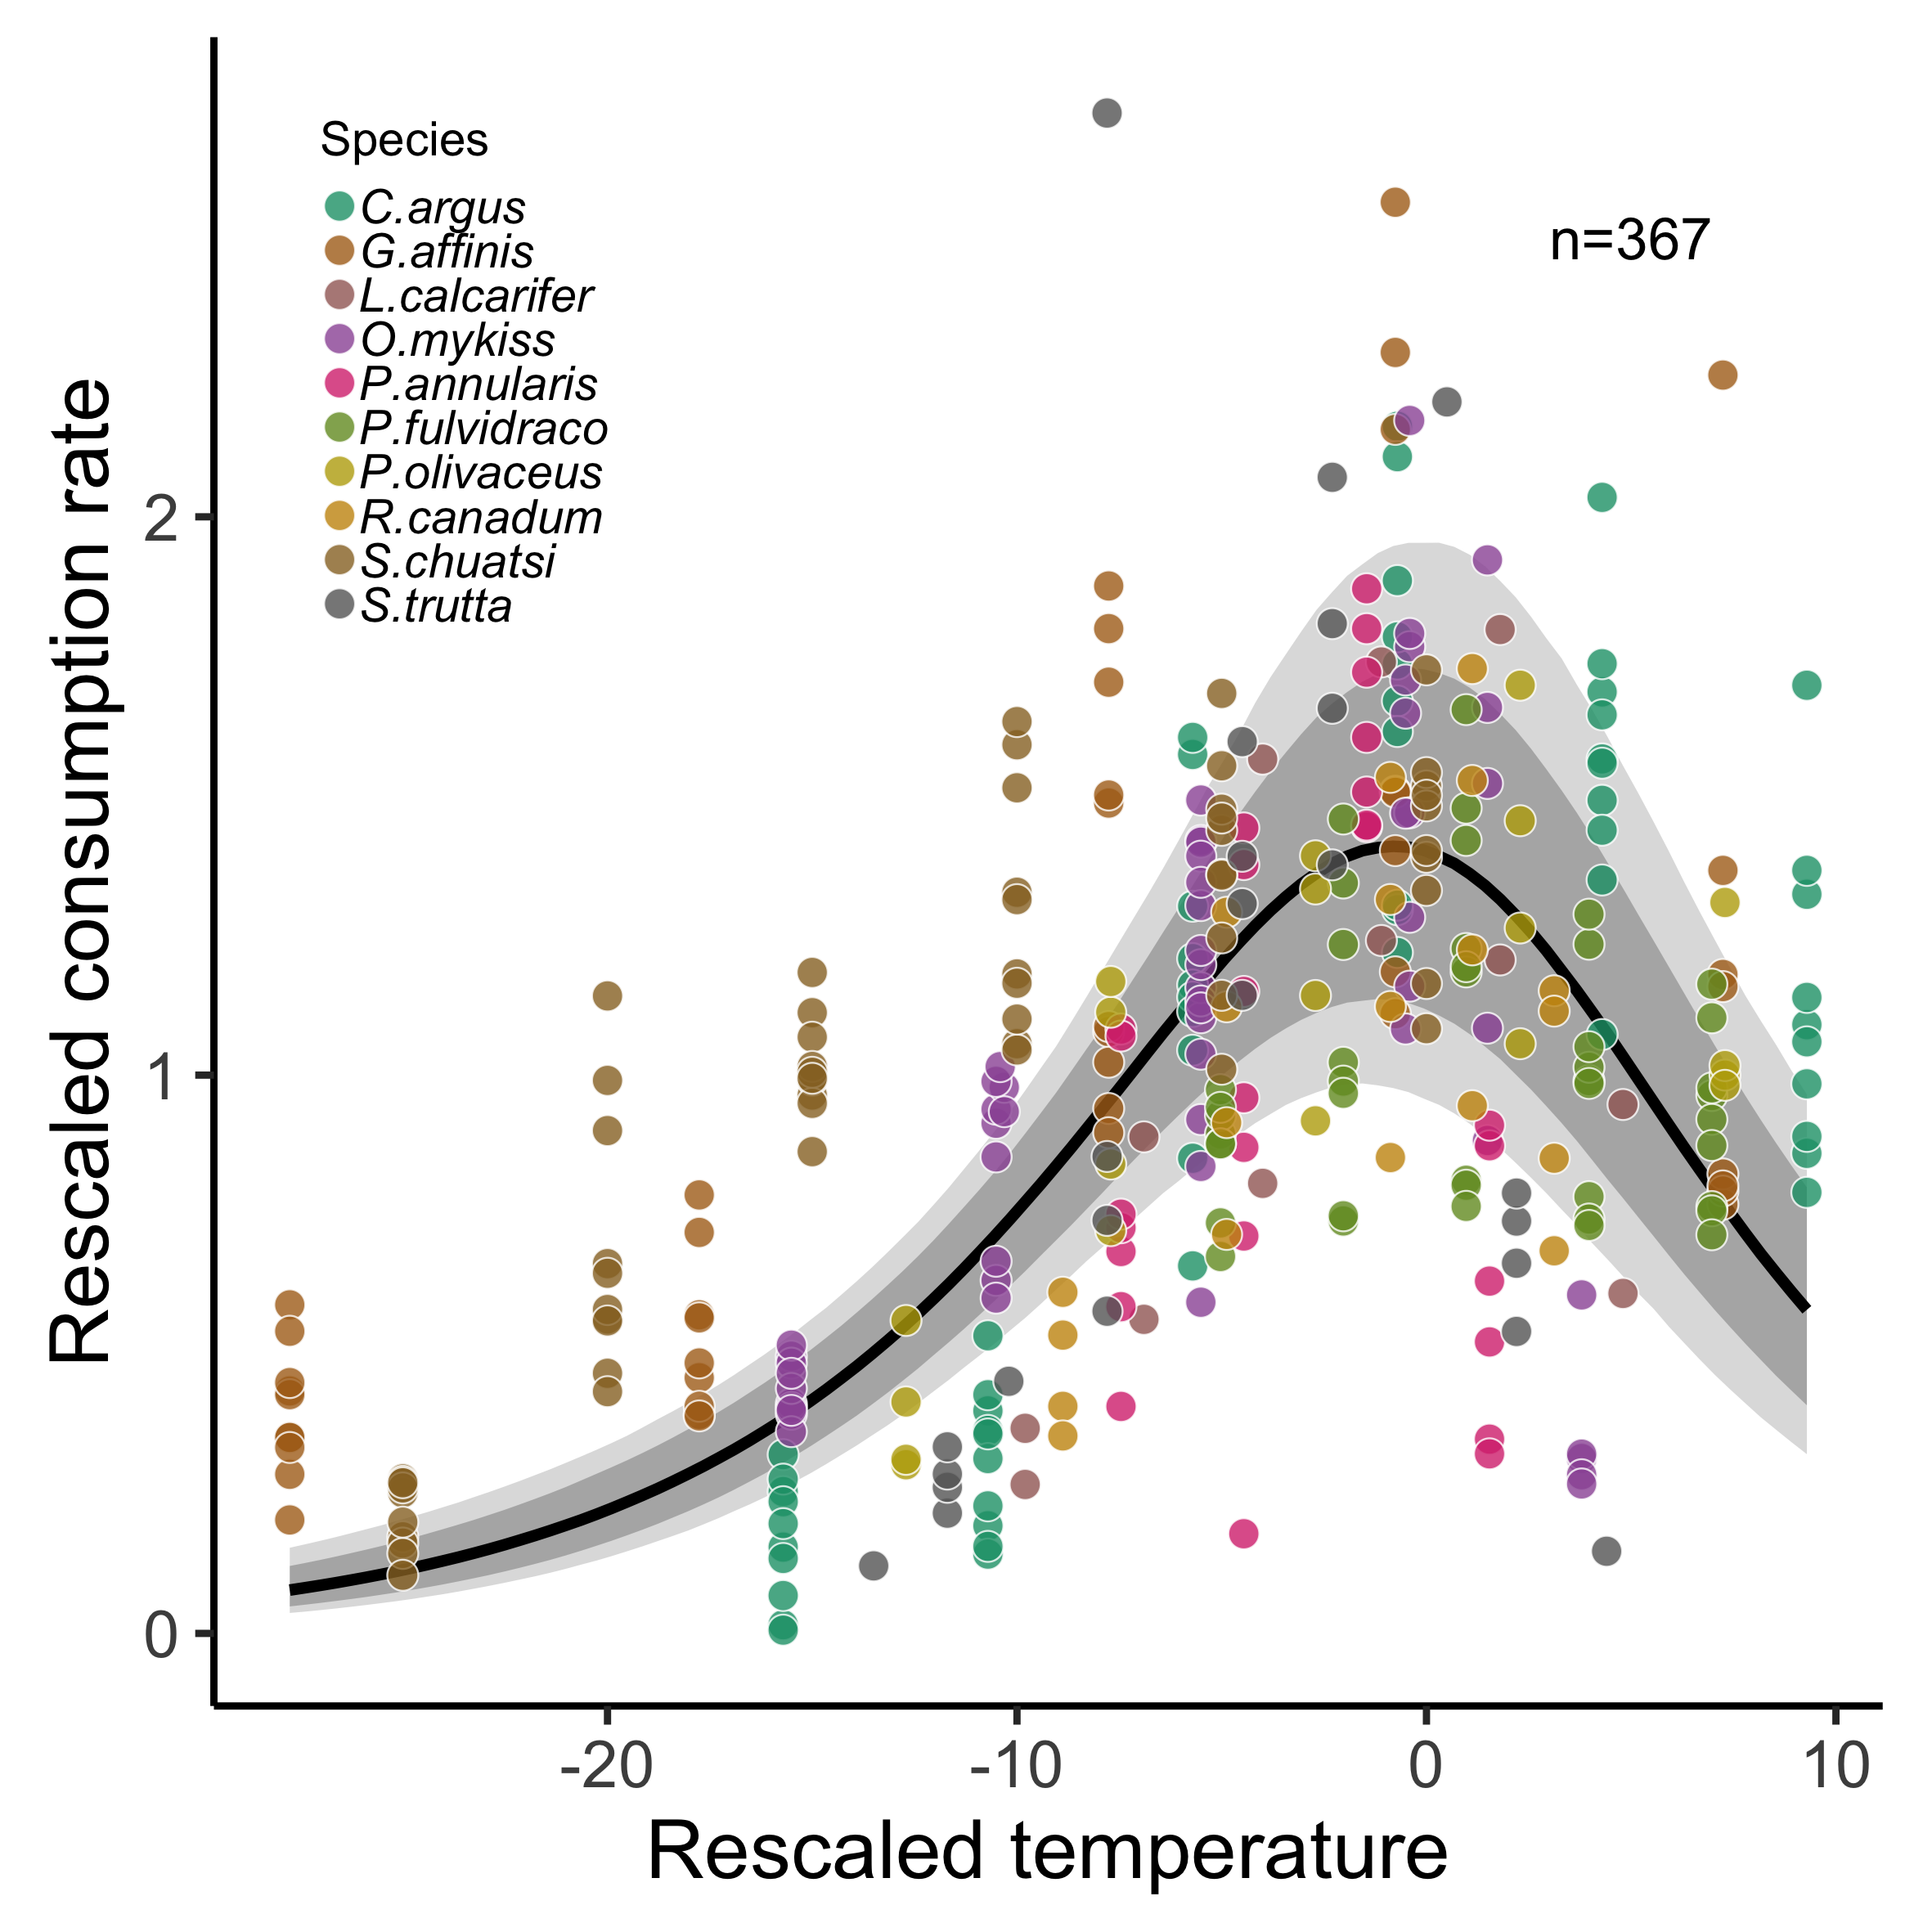 Species
C.argus
G.affinis
L.calcarifer
O.mykiss
P.annularis
P.fulvidraco
P.olivaceus
R.canadum
S.chuatsi
S.trutta
n=367
Rescaled consumption rate
2
1
0
-20
-10
0
10
Rescaled temperature